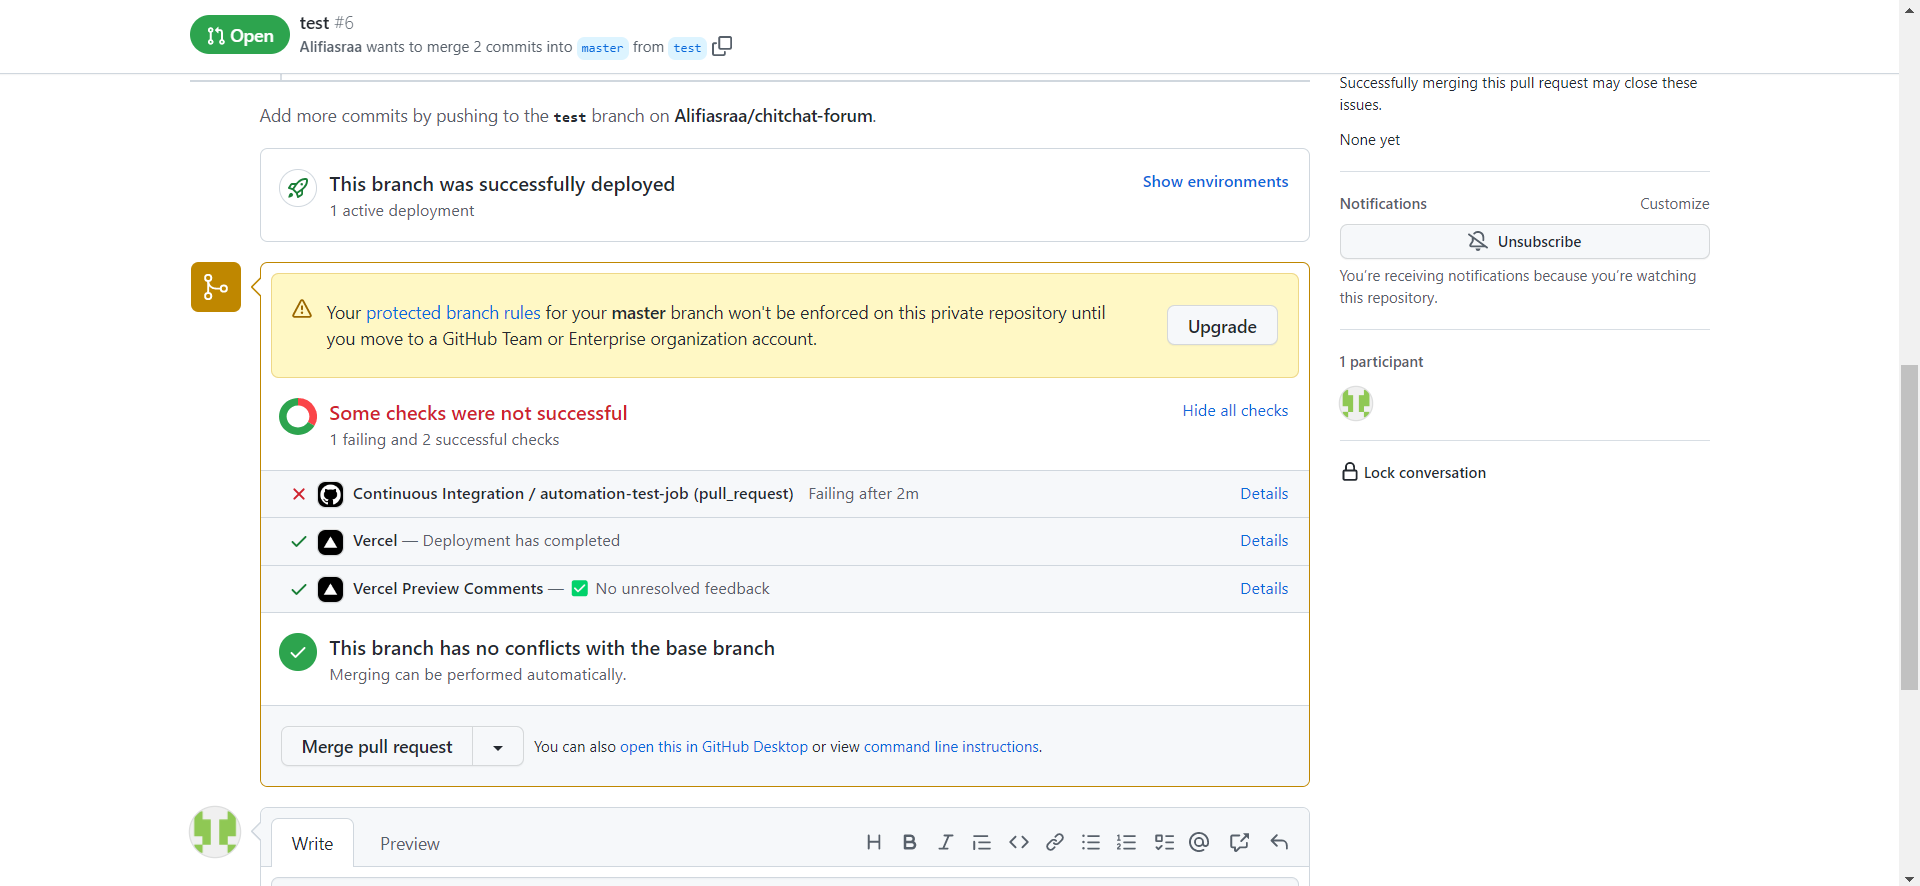 Open
test #6
Alifiasraa wants to merge 2 commits into master from test
Add more commits by pushing to the test branch on Alifiasraa/chitchat-forum.
This branch was successfully deployed
1 active deployment
Show environments
Your protected branch rules for your master branch won't be enforced on this private repository until
you move to a GitHub Team or Enterprise organization account.
Upgrade
Some checks were not successful
1 failing and 2 successful checks
Hide all checks
Continuous Integration / automation-test-job (pull_request) Failing after 2m
Details
Vercel — Deployment has completed
Details
Vercel Preview Comments — ✅ No unresolved feedback
Details
This branch has no conflicts with the base branch
Merging can be performed automatically.
Merge pull request
You can also open this in GitHub Desktop or view command line instructions.
Write
Preview
Successfully merging this pull request may close these
issues.
None yet
Notifications
Customize
Unsubscribe
You're receiving notifications because you're watching
this repository.
1 participant
Lock conversation